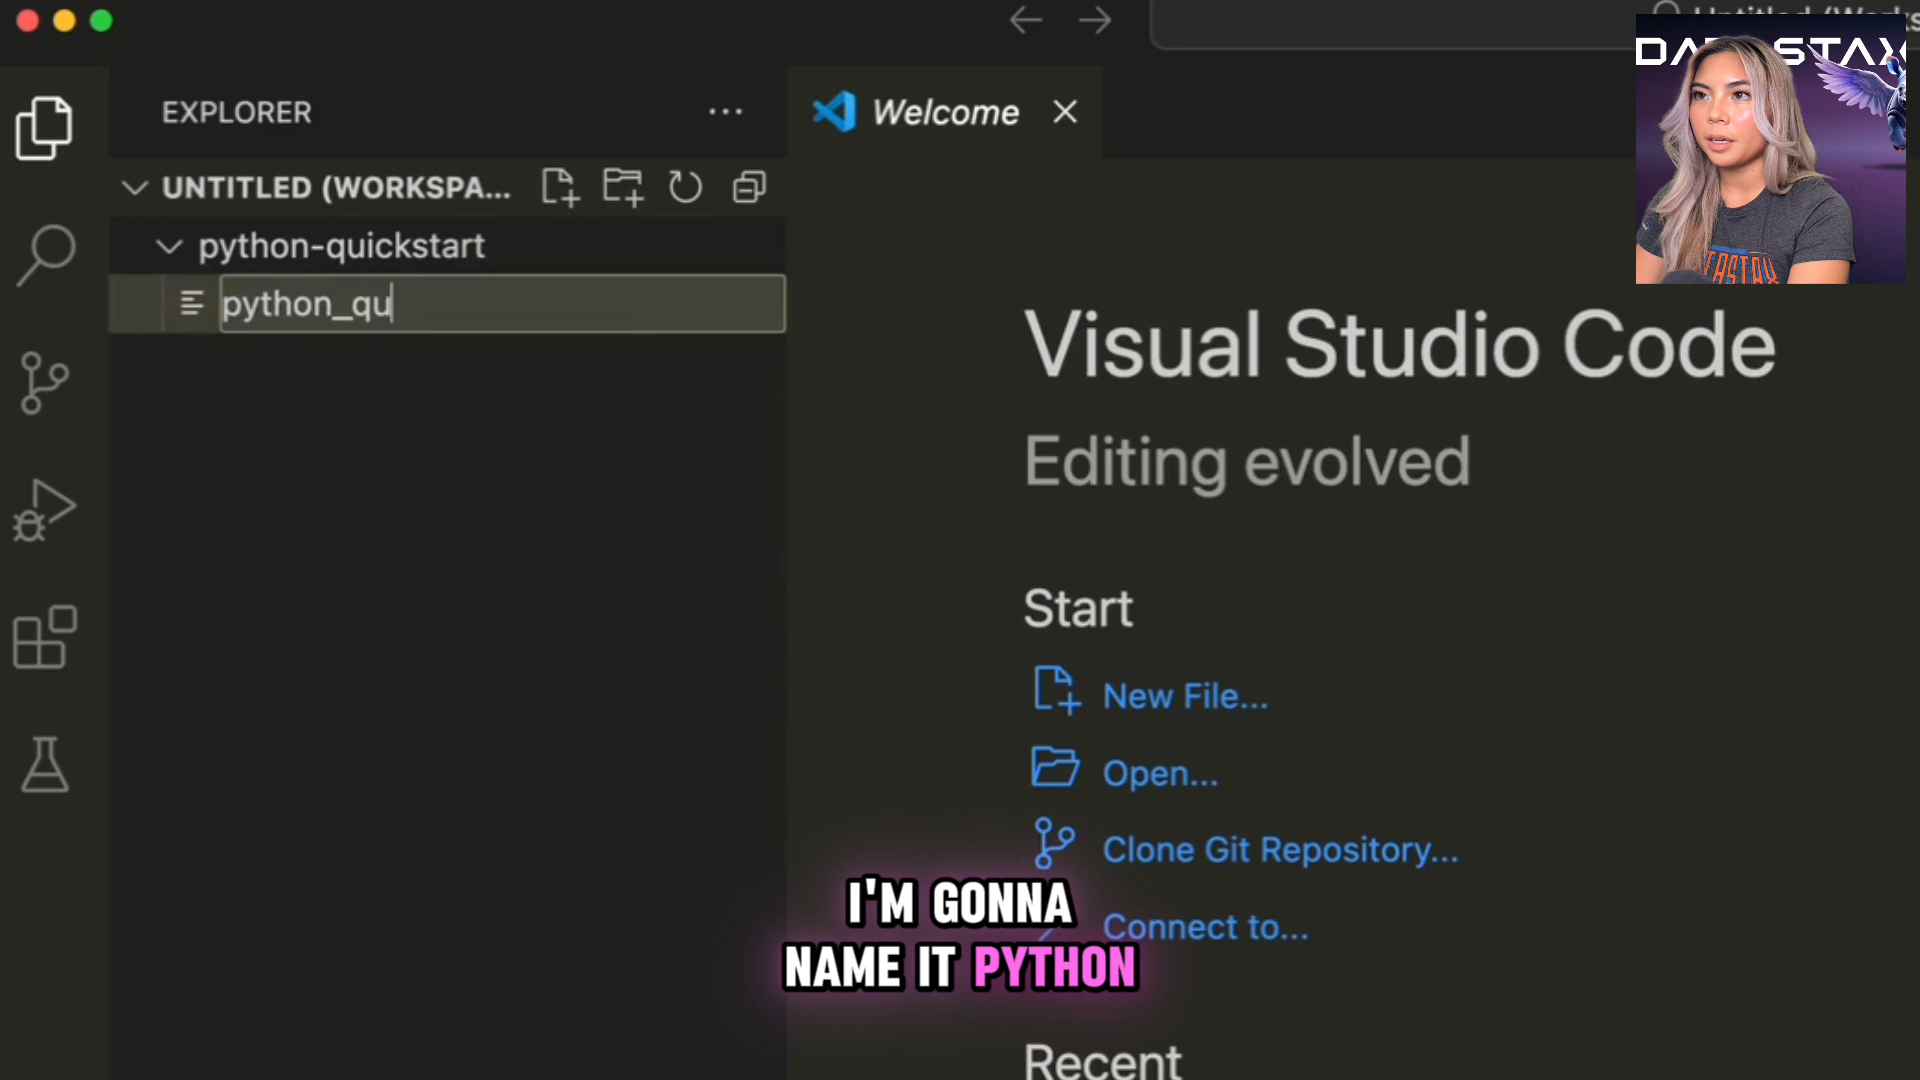 EXPLORER
Welcome
UNTITLED (WORKSPA...
python-quickstart
python_qu
Visual Studio Code
Editing evolved
Start
New File...
Open...
Clone Git Repository...
Connect to...
Recent
I'M GONNA
NAME IT PYTHON